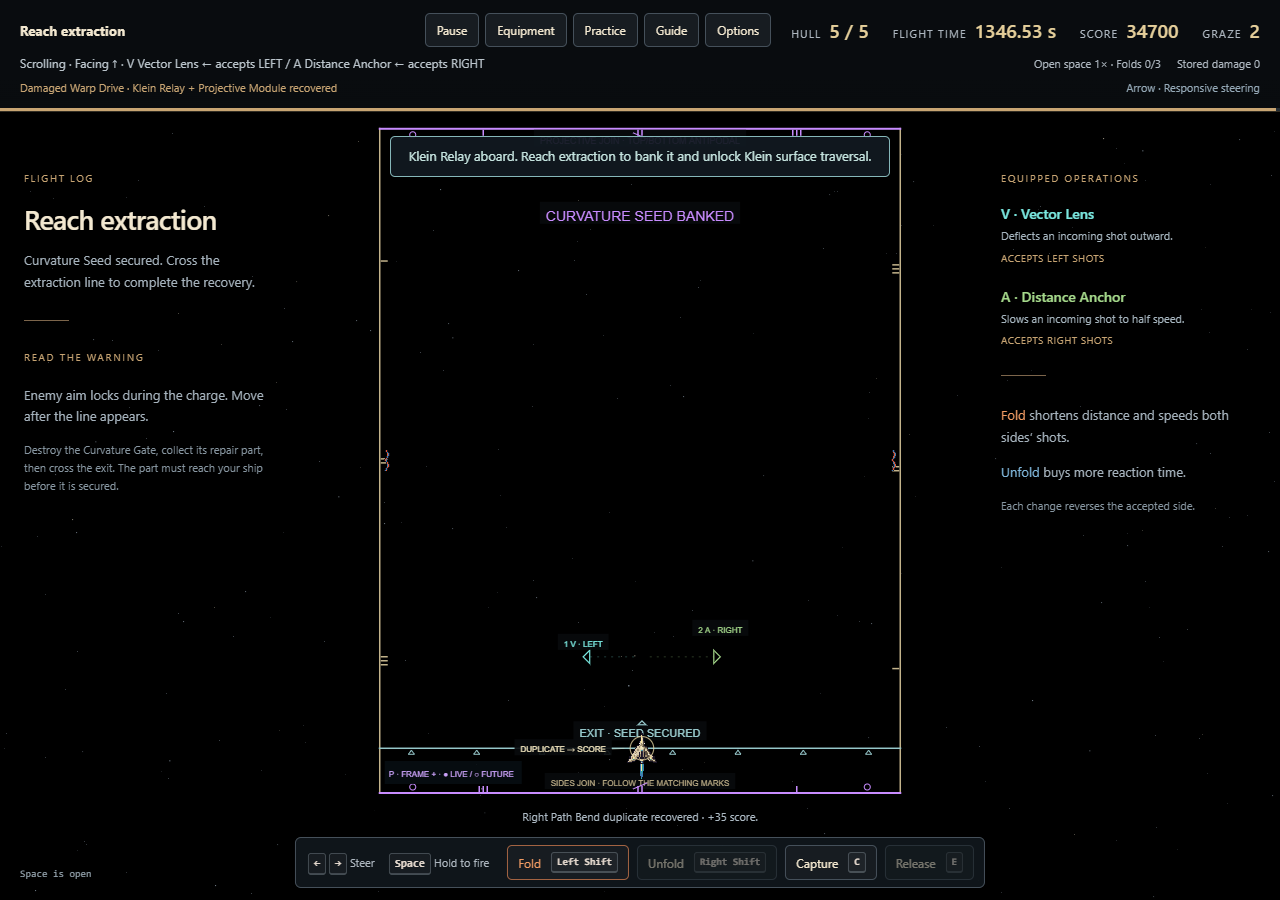 Reach extraction
Pause
Equipment
Practice
Guide
Options
HULL 5 / 5
FLIGHT TIME 1346.53 s
SCORE 34700
GRAZE 2
Scrolling · Facing ↑ · V Vector Lens ← accepts LEFT / A Distance Anchor ← accepts RIGHT
Open space 1× · Folds 0/3
Stored damage 0
Damaged Warp Drive · Klein Relay + Projective Module recovered
Arrow · Responsive steering
Klein Relay aboard. Reach extraction to bank it and unlock Klein surface traversal.
FLIGHT LOG
Reach extraction
Curvature Seed secured. Cross the
extraction line to complete the recovery.
READ THE WARNING
Enemy aim locks during the charge. Move
after the line appears.
Destroy the Curvature Gate, collect its repair part,
then cross the exit. The part must reach your ship
before it is secured.
CURVATURE SEED BANKED
1 V · LEFT
2 A · RIGHT
EXIT · SEED SECURED
DUPLICATE → SCORE
P · FRAME + · ● LIVE / ○ FUTURE
SIDES JOIN · FOLLOW THE MATCHING MARKS
EQUIPPED OPERATIONS
V · Vector Lens
Deflects an incoming shot outward.
ACCEPTS LEFT SHOTS
A · Distance Anchor
Slows an incoming shot to half speed.
ACCEPTS RIGHT SHOTS
Fold shortens distance and speeds both
sides' shots.
Unfold buys more reaction time.
Each change reverses the accepted side.
Right Path Bend duplicate recovered · +35 score.
← → Steer
Space Hold to fire
Fold Left Shift
Unfold Right Shift
Capture C
Release E
Space is open